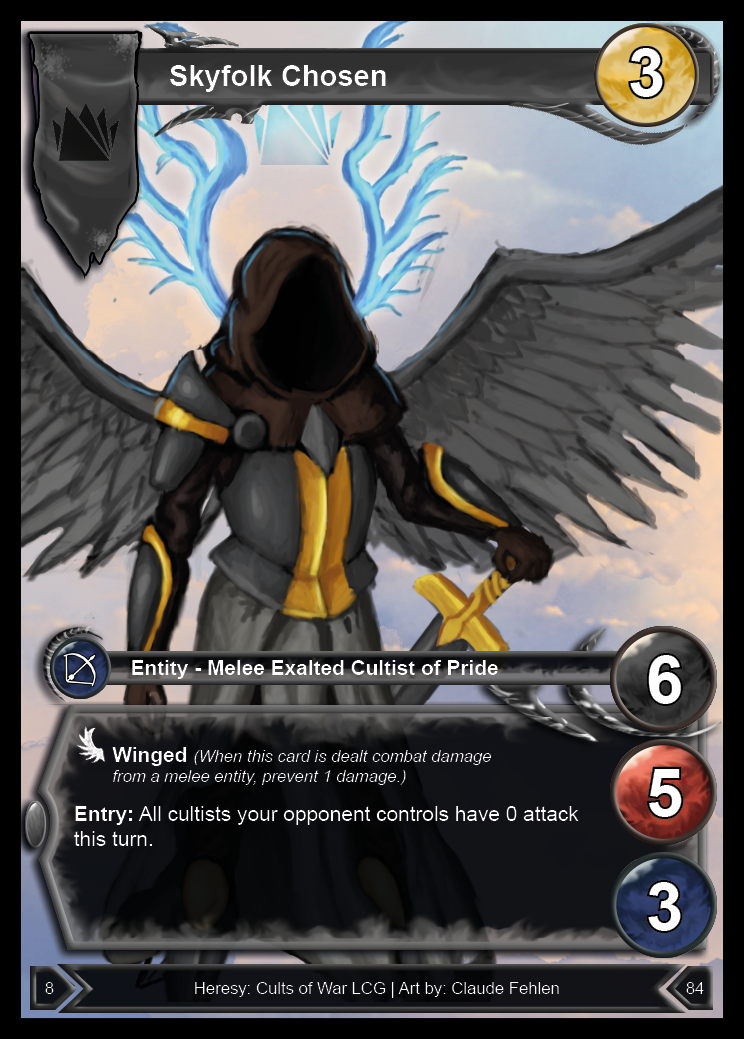 Skyfolk Chosen
3
Entity - Melee Exalted Cultist of Pride
6
Winged (When this card is dealt combat damage
from a melee entity, prevent 1 damage.)
5
Entry: All cultists your opponent controls have 0 attack
this turn.
3
8
Heresy: Cults of War LCG | Art by: Claude Fehlen
84